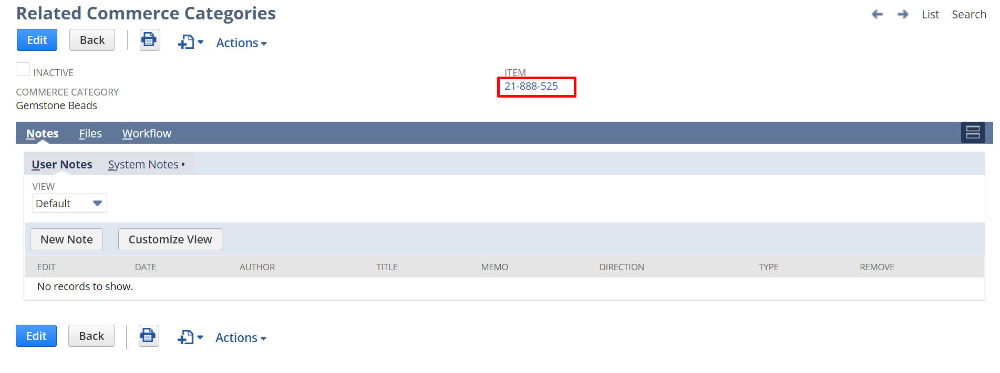 Related Commerce Categories
List Search
Edit Back Actions
INACTIVE
ITEM
21-888-525
COMMERCE CATEGORY
Gemstone Beads
Notes Files Workflow
User Notes System Notes •
VIEW
Default
New Note Customize View
EDIT DATE AUTHOR TITLE MEMO DIRECTION TYPE REMOVE
No records to show.
Edit Back Actions